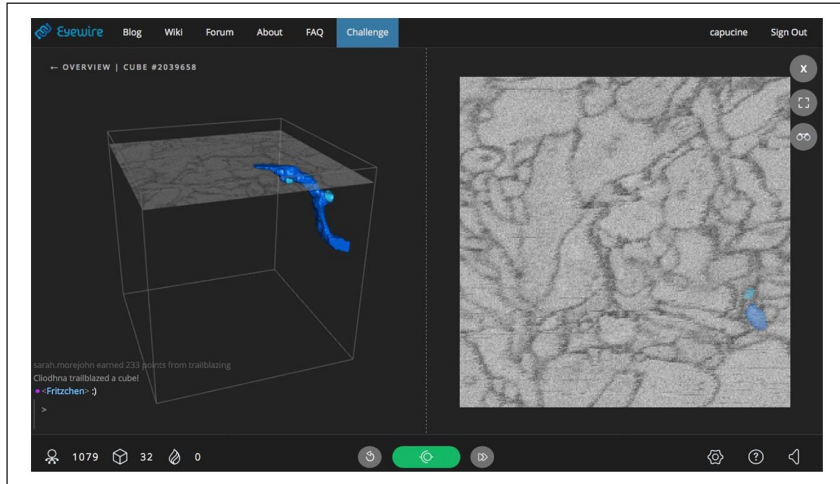 Eyewire Blog Wiki Forum About FAQ Challenge capucine Sign Out
← OVERVIEW | CUBE #2039658
X
sarah.morejohn earned 233 points from trailblazing
Cliodhna trailblazed a cube!
<Fritzchen> :)
>
1079 32 0
?